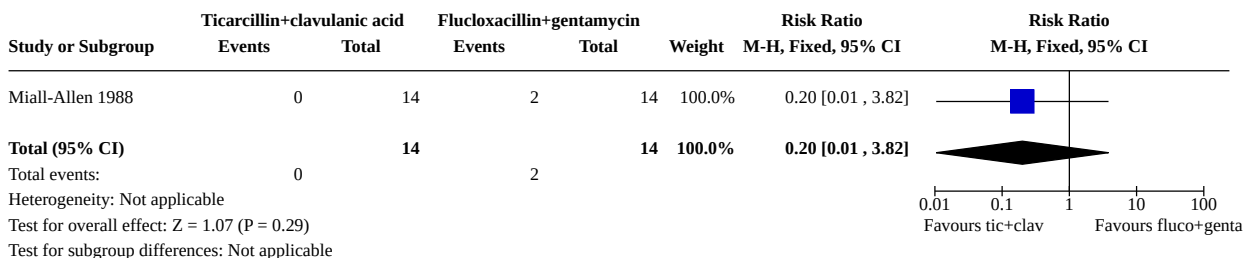 Ticarcillin+clavulanic acid Flucloxacillin+gentamycin Risk Ratio Risk Ratio
Study or Subgroup Events Total Events Total Weight M-H, Fixed, 95% CI M-H, Fixed, 95% CI
Miall-Allen 1988 0 14 2 14 100.0% 0.20 [0.01 , 3.82]
Total (95% CI) 14 14 100.0% 0.20 [0.01 , 3.82]
Total events: 0 2
Heterogeneity: Not applicable
0.01 0.1 1 10 100
Test for overall effect: Z = 1.07 (P = 0.29) Favours tic+clav Favours fluco+genta
Test for subgroup differences: Not applicable